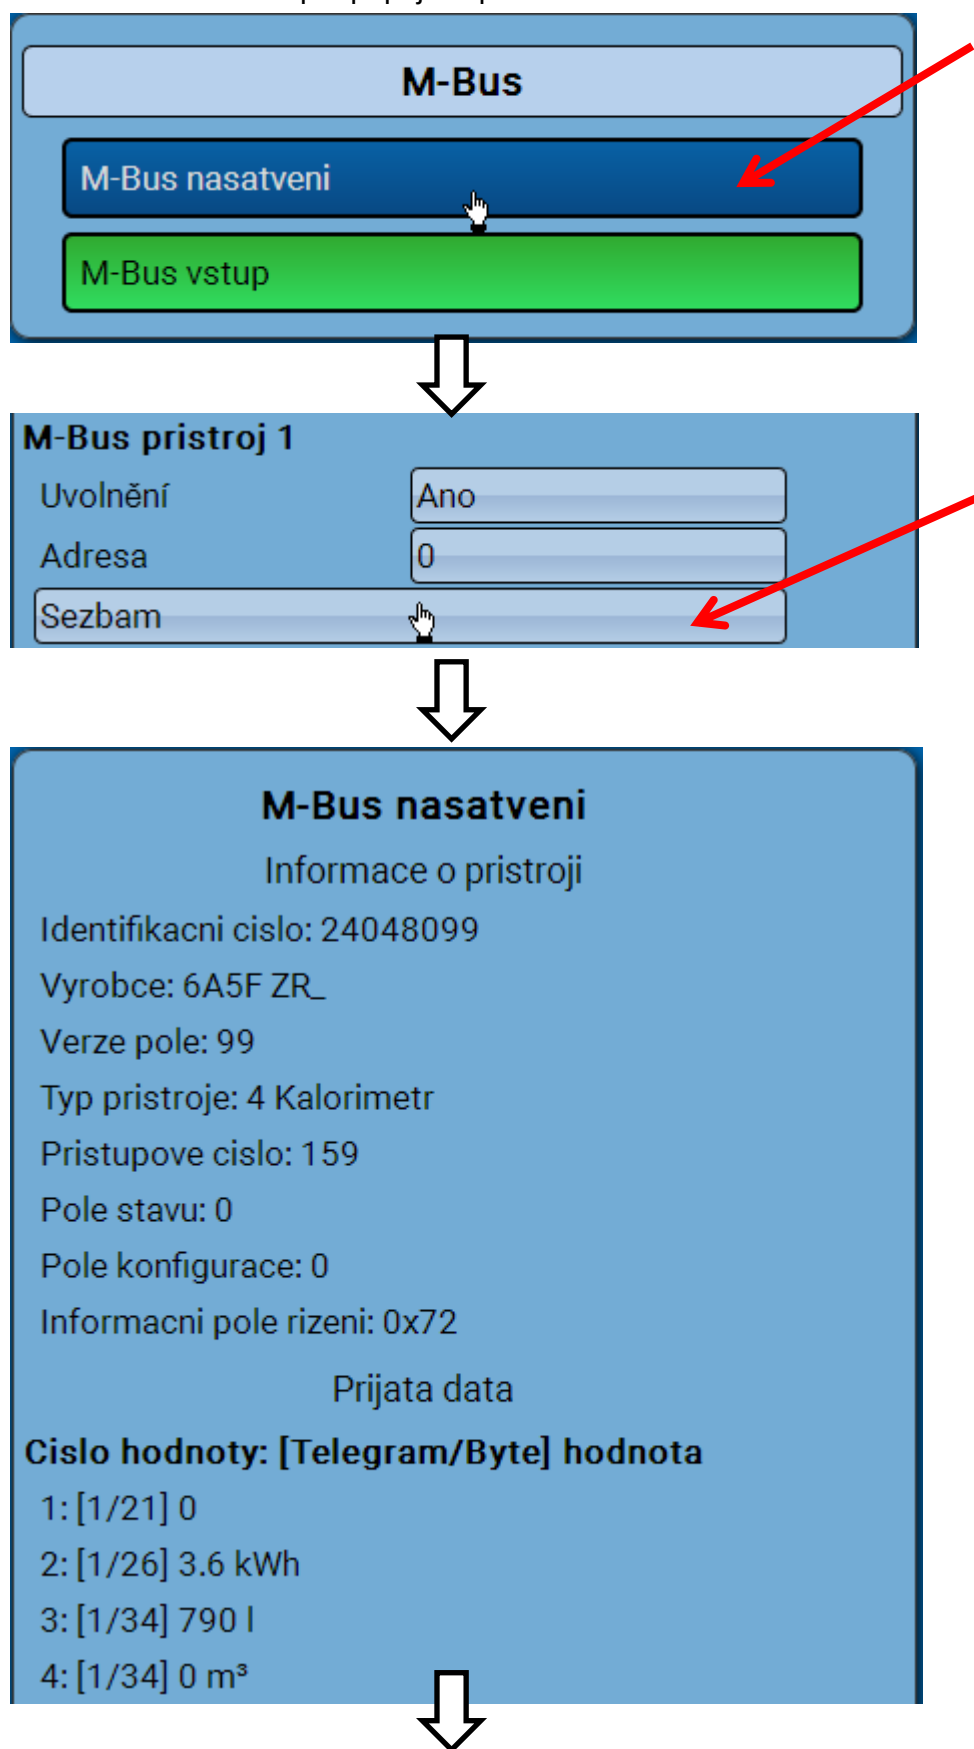 M-Bus
M-Bus nasatveni
M-Bus vstup
M-Bus pristroj 1
Uvolnění Ano
Adresa 0
Sezbam
M-Bus nasatveni
Informace o pristroji
Identifikacni cislo: 24048099
Vyrobce: 6A5F ZR_
Verze pole: 99
Typ pristroje: 4 Kalorimetr
Pristupove cislo: 159
Pole stavu: 0
Pole konfigurace: 0
Informacni pole rizeni: 0x72
Prijata data
Cislo hodnoty: [Telegram/Byte] hodnota
1: [1/21] 0
2: [1/26] 3.6 kWh
3: [1/34] 790 l
4: [1/34] 0 m³